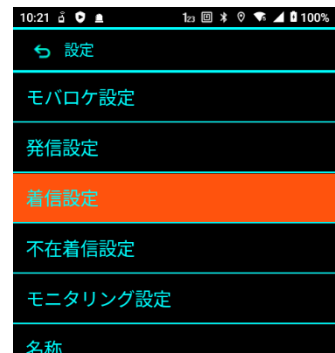 10:21 123 100%
設定
モバロケ設定
発信設定
着信設定
不在着信設定
モニタリング設定
名称